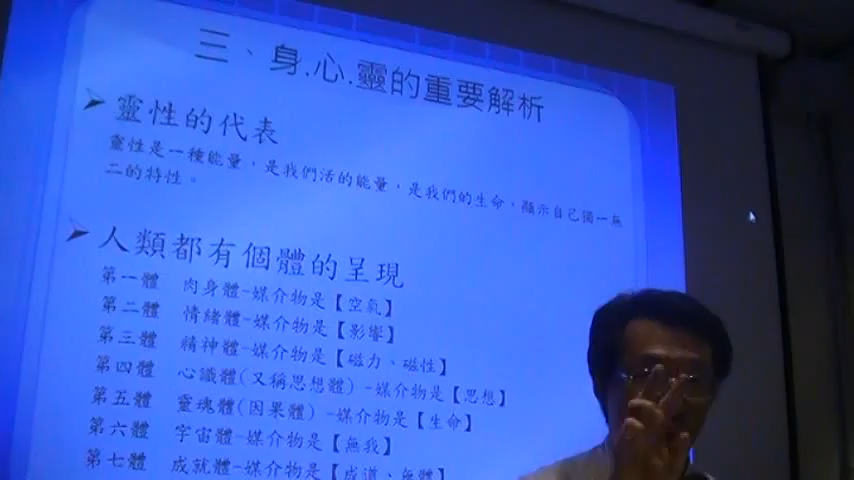 三、身.心.靈的重要解析
靈性的代表
靈性是一種能量，是我們活的能量，是我們的生命，顯示自己獨一無
二的特性。
人類都有個體的呈現
第一體 肉身體-媒介物是【空氣】
第二體 情緒體-媒介物是【影響】
第三體 精神體-媒介物是【磁力、磁性】
第四體 心識體(又稱思想體)-媒介物是【思想】
第五體 靈魂體(因果體)-媒介物是【生命】
第六體 宇宙體-媒介物是【無我】
第七體 成就體-媒介物是【成道、無體】